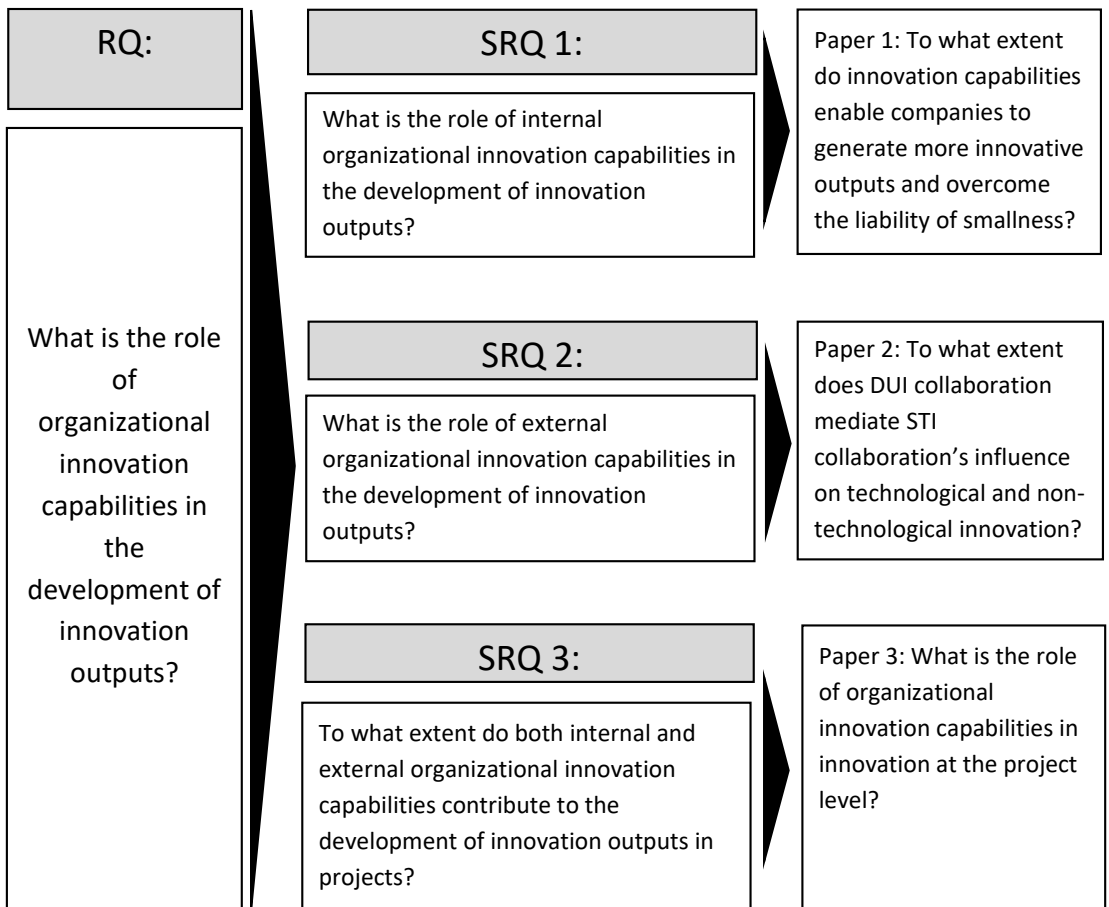 RQ:
What is the role
of
organizational
innovation
capabilities in
the
development of
innovation
outputs?
SRQ 1:
What is the role of internal
organizational innovation capabilities in
the development of innovation
outputs?
Paper 1: To what extent
do innovation capabilities
enable companies to
generate more innovative
outputs and overcome
the liability of smallness?
SRQ 2:
What is the role of external
organizational innovation capabilities in
the development of innovation
outputs?
Paper 2: To what extent
does DUI collaboration
mediate STI
collaboration’s influence
on technological and non-
technological innovation?
SRQ 3:
To what extent do both internal and
external organizational innovation
capabilities contribute to the
development of innovation outputs in
projects?
Paper 3: What is the role
of organizational
innovation capabilities in
innovation at the project
level?